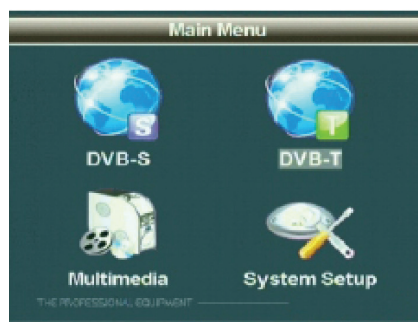 Main Menu
S
T
DVB-S
DVB-T
Multimedia
System Setup
THE PROFESSIONAL EQUIPMENT